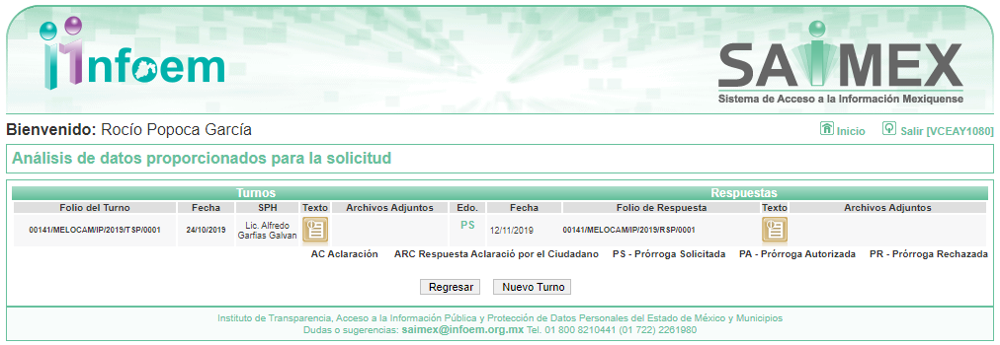 infoem
SAIMEX
Sistema de Acceso a la Información Mexiquense
Bienvenido: Rocío Popoca García
Inicio Salir [VCEAY1080]
Análisis de datos proporcionados para la solicitud
Turnos Respuestas
Folio del Turno Fecha SPH Texto Archivos Adjuntos Edo. Fecha Folio de Respuesta Texto Archivos Adjuntos
00141/MELOCAM/IP/2019/TSP/0001 24/10/2019 Lic. Alfredo Garfias Galvan PS 12/11/2019 00141/MELOCAM/IP/2019/RSP/0001
AC Aclaración ARC Respuesta Aclaració por el Ciudadano PS - Prórroga Solicitada PA - Prórroga Autorizada PR - Prórroga Rechazada
Regresar Nuevo Turno
Instituto de Transparencia, Acceso a la Información Pública y Protección de Datos Personales del Estado de México y Municipios
Dudas o sugerencias: saimex@infoem.org.mx Tel. 01 800 8210441 (01 722) 2261980